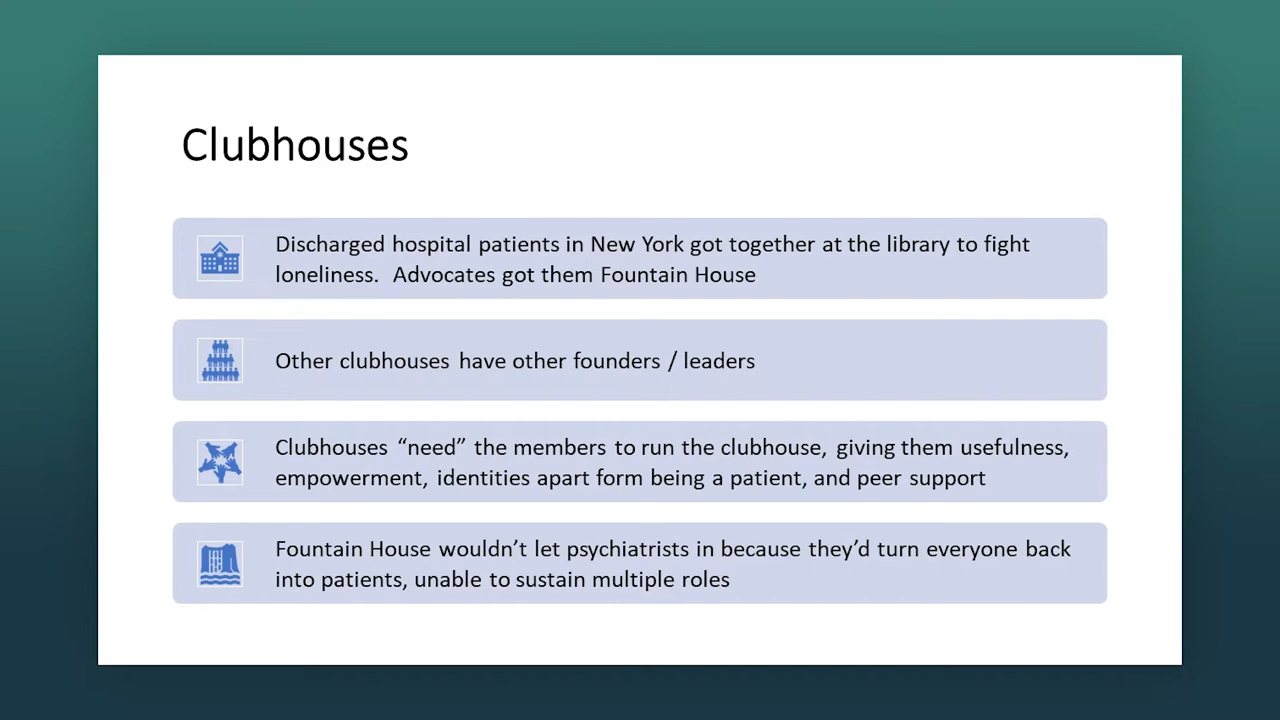 Clubhouses
Discharged hospital patients in New York got together at the library to fight
loneliness.  Advocates got them Fountain House
Other clubhouses have other founders / leaders
Clubhouses “need” the members to run the clubhouse, giving them usefulness,
empowerment, identities apart form being a patient, and peer support
Fountain House wouldn’t let psychiatrists in because they’d turn everyone back
into patients, unable to sustain multiple roles